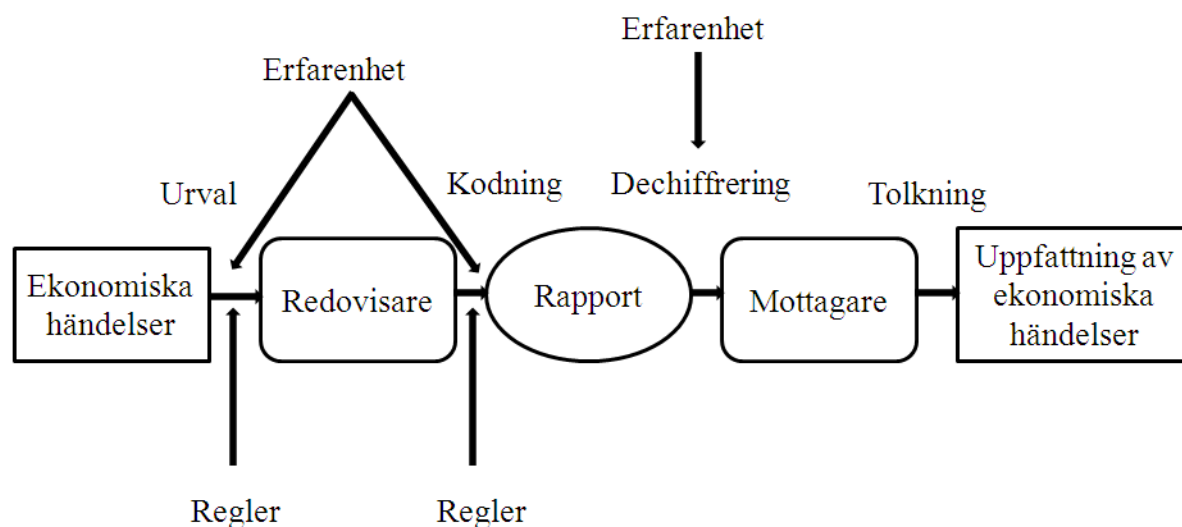 Erfarenhet
Erfarenhet
Urval
Kodning
Dechiffrering
Tolkning
Ekonomiska
händelser
Redovisare
Rapport
Mottagare
Uppfattning av
ekonomiska
händelser
Regler
Regler